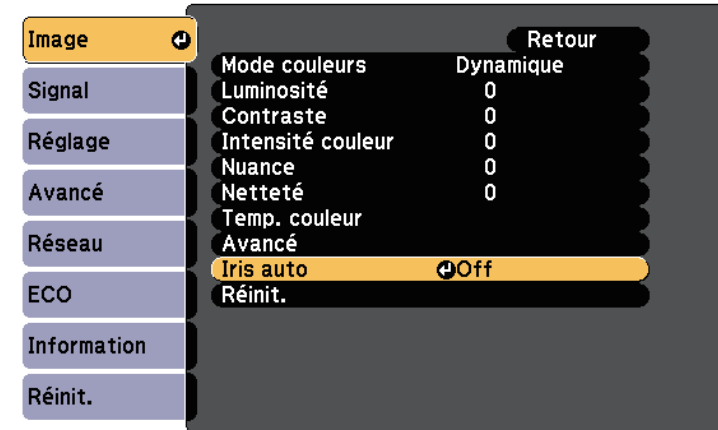 Image
Signal
Réglage
Avancé
Réseau
ECO
Information
Réinit.
Retour
Mode couleurs Dynamique
Luminosité 0
Contraste 0
Intensité couleur 0
Nuance 0
Netteté 0
Temp. couleur
Avancé
Iris auto Off
Réinit.